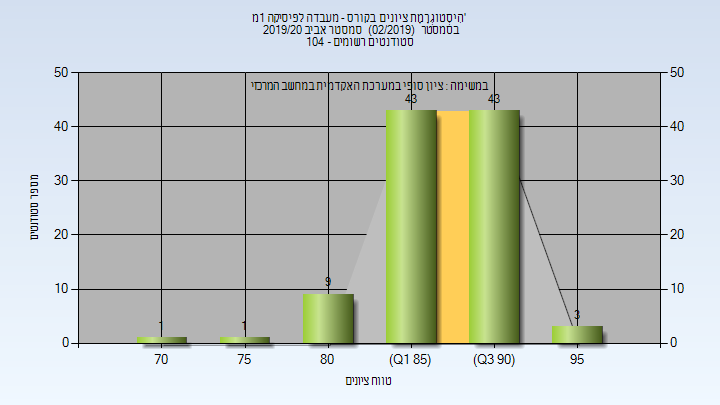 הִיסְטוֹגְרָמַת ציונים בקורס - מעבדה לפיסיקה 1מ'
בסמסטר (02/2019) סמסטר אביב 2019/20
סטודנטים רשומים - 104
במשימה : ציון סופי במערכת האקדמית במחשב המרכזי
50
40
30
20
10
0
50
40
30
20
10
0
מספר סטודנטים
1
1
9
43
43
3
70
75
80
(Q1 85)
(Q3 90)
95
טווח ציונים